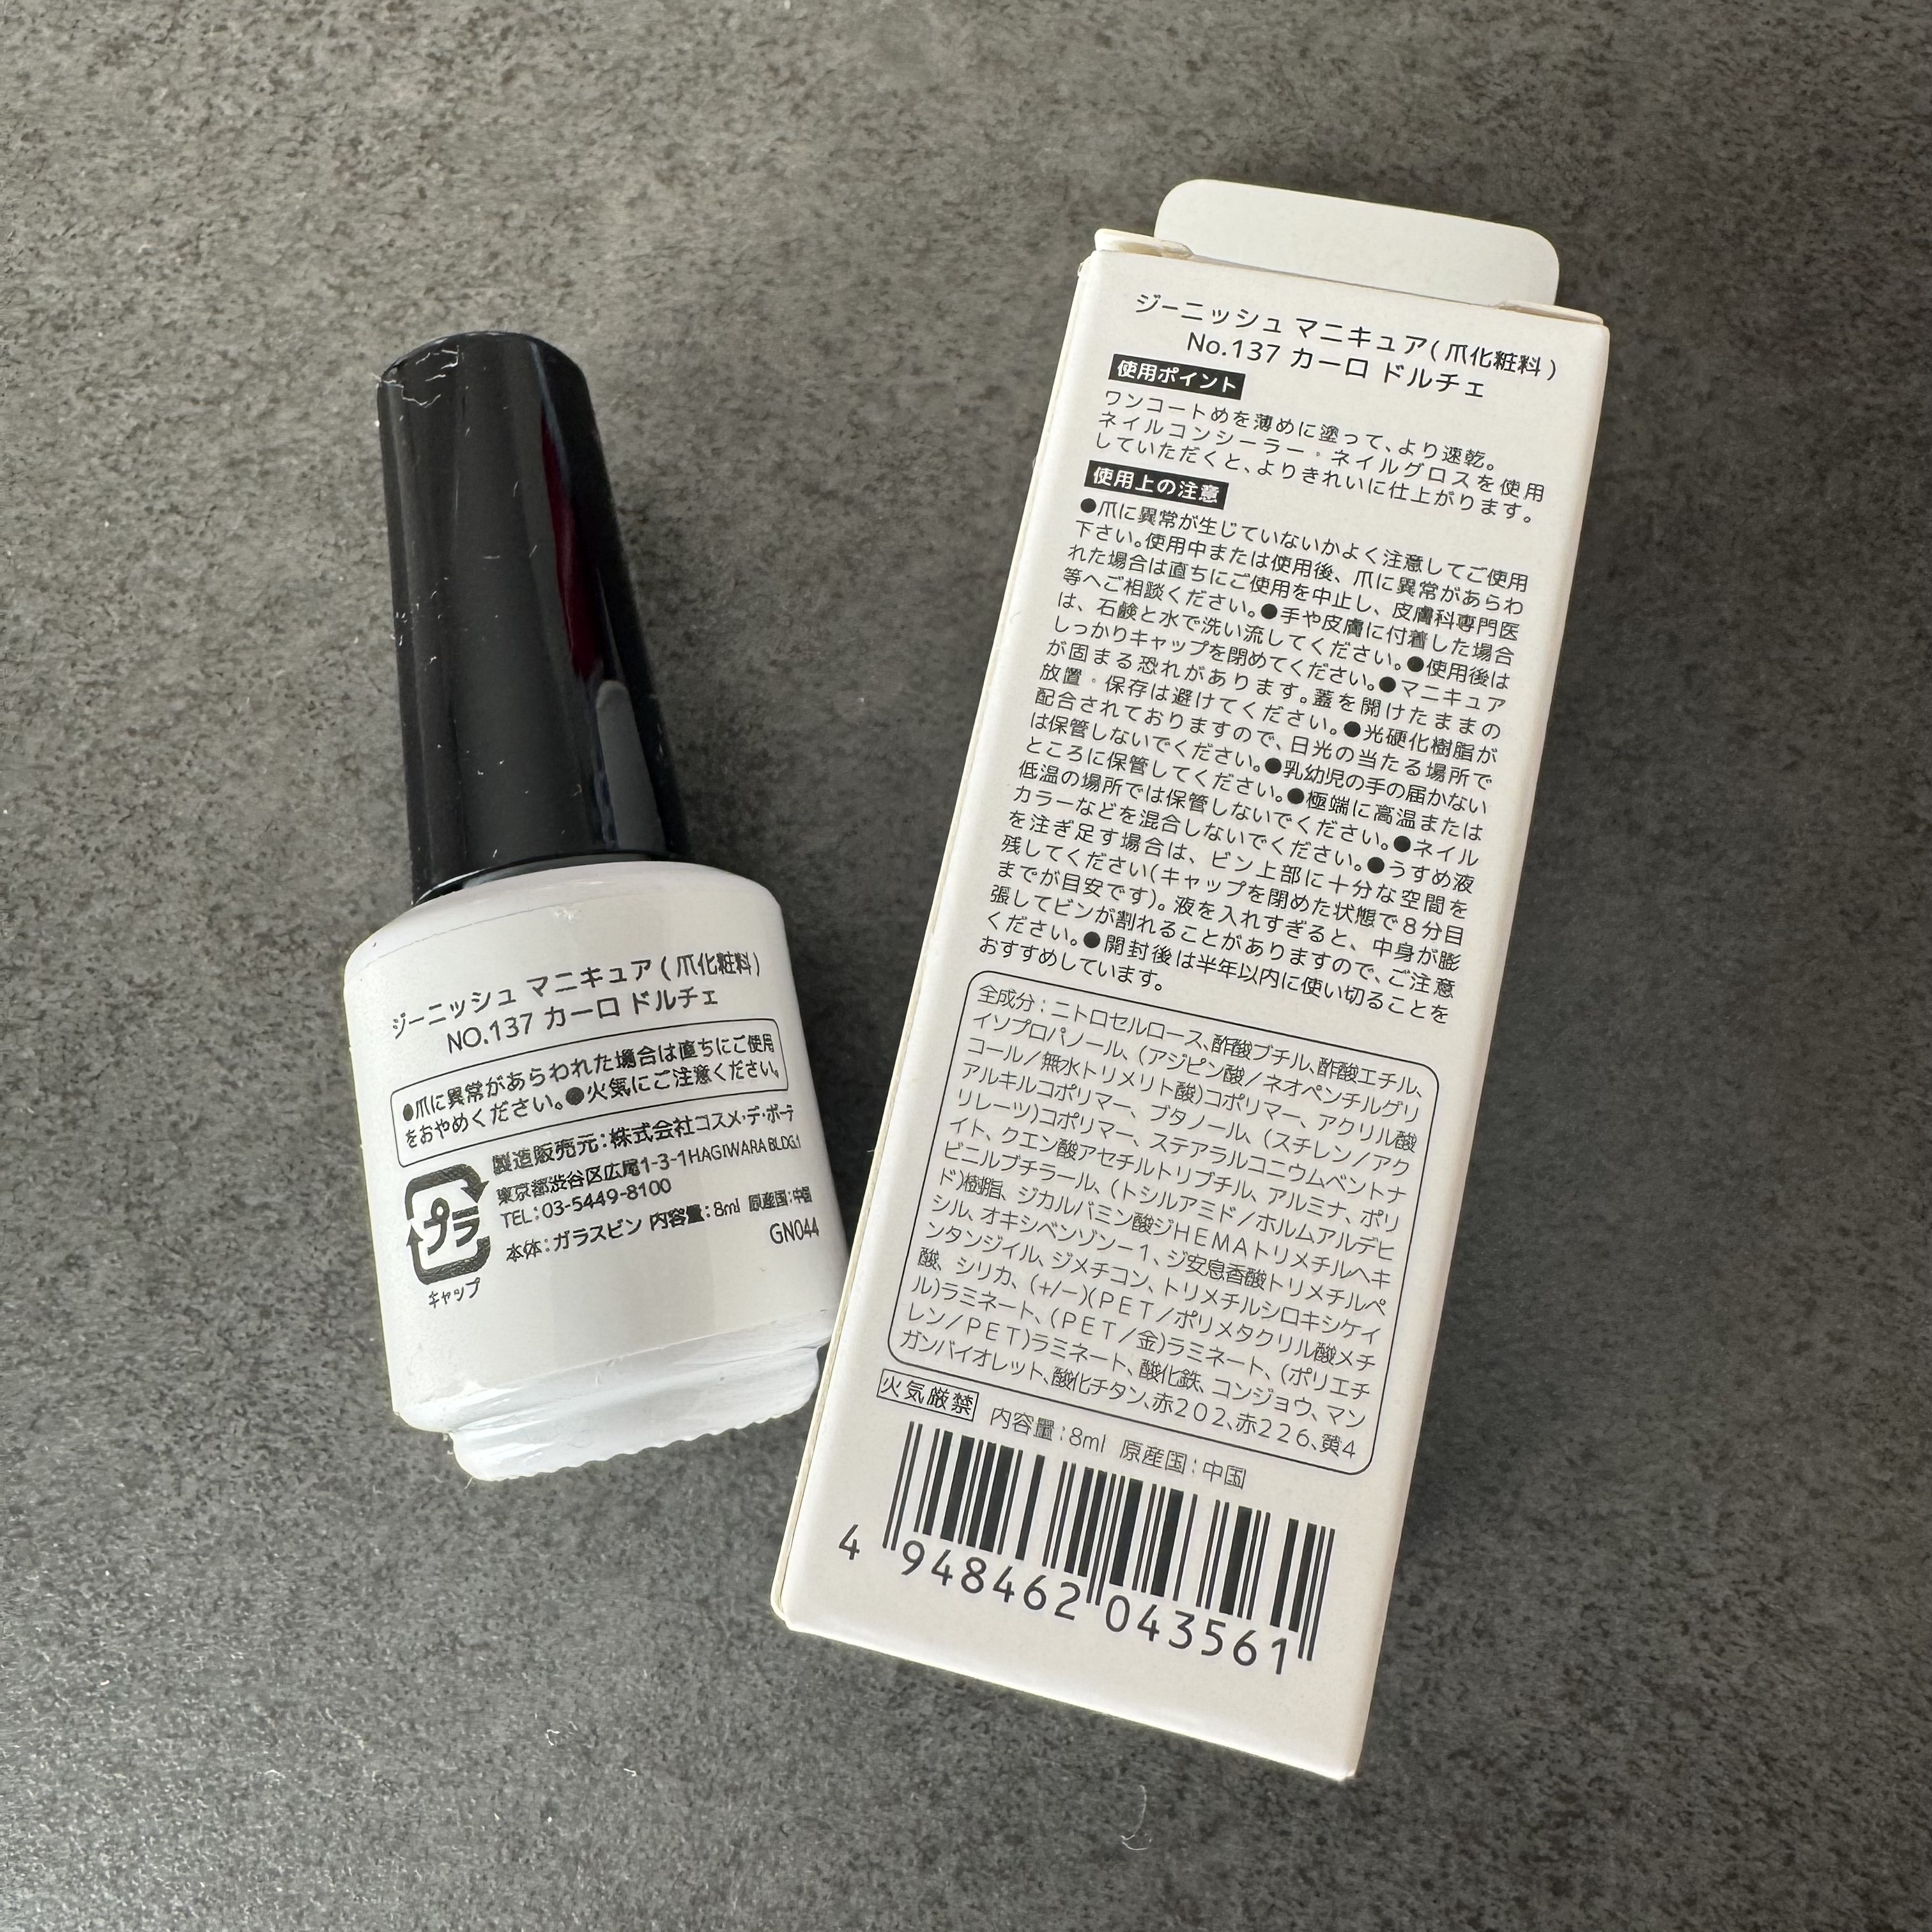 ジーニッシュ マニキュア(爪化粧料)
NO.137 カーロ ドルチェ
●爪に異常があらわれた場合は直ちにご使用
をおやめください。●火気にご注意ください。
製造販売元:株式会社コスメ・デ・ボーテ
東京都渋谷区広尾1-3-1HAGIWARA BLDG.1
TEL:03-5449-8100
本体:ガラスビン 内容量:8ml 原産国:中国
GN044
プラ
キャップ
ジーニッシュ マニキュア(爪化粧料)
No.137 カーロ ドルチェ
使用ポイント
ワンコートめを薄めに塗って、より速乾。
ネイルコンシーラー・ネイルグロスを使用
していただくと、よりきれいに仕上がります。
使用上の注意
●爪に異常が生じていないかよく注意してご使用
下さい。使用中または使用後、爪に異常があらわ
れた場合は直ちにご使用を中止し、皮膚科専門医
等へご相談ください。●手や皮膚に付着した場合
は、石鹸と水で洗い流してください。●使用後は
しっかりキャップを閉めてください。●マニキュア
が固まる恐れがあります。蓋を開けたままの
放置・保存は避けてください。●光硬化樹脂が
配合されておりますので、日光の当たる場所で
は保管しないでください。●乳幼児の手の届かない
ところに保管してください。●極端に高温または
低温の場所では保管しないでください。●ネイル
カラーなどを混合しないでください。●うすめ液
を注ぎ足す場合は、ビン上部に十分な空間を
残してください(キャップを閉めた状態で8分目
までが目安です)。液を入れすぎると、中身が膨
張してビンが割れることがありますので、ご注意
ください。●開封後は半年以内に使い切ることを
おすすめしています。
全成分:ニトロセルロース、酢酸ブチル、酢酸エチル、
イソプロパノール、(アジピン酸/ネオペンチルグリ
コール/無水トリメリト酸)コポリマー、アクリル酸
アルキルコポリマー、ブタノール、(スチレン/アク
リレーツ)コポリマー、ステアラルコニウムベントナ
イト、クエン酸アセチルトリブチル、アルミナ、ポリ
ビニルブチラール、(トシルアミド/ホルムアルデヒ
ド)樹脂、ジカルバミン酸ジHEMAトリメチルヘキ
シル、オキシベンゾン-1、ジ安息香酸トリメチルペ
ンタンジイル、ジメチコン、トリメチルシロキシケイ
酸、シリカ、(+/-)(PET/ポリメタクリル酸メチ
ル)ラミネート、(PET/金)ラミネート、(ポリエチ
レン/PET)ラミネート、酸化鉄、コンジョウ、マン
ガンバイオレット、酸化チタン、赤202、赤226、黄4
火気厳禁 内容量:8ml 原産国:中国
4 948462 043561